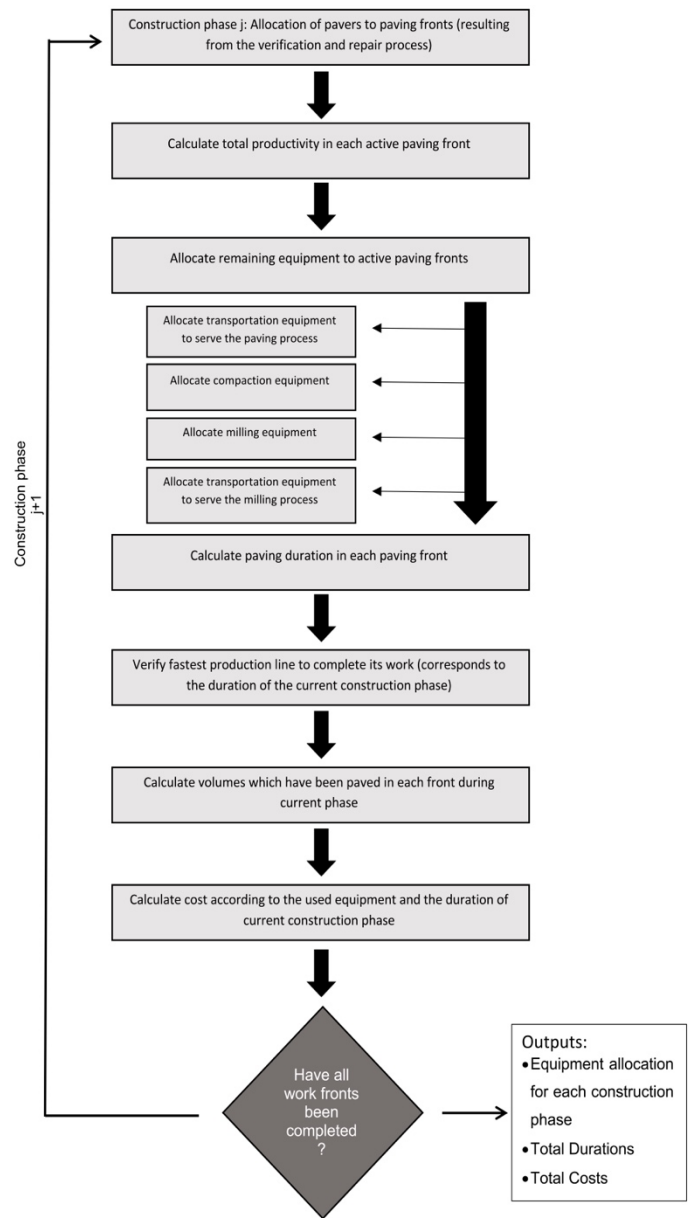 Construction phase j: Allocation of pavers to paving fronts (resulting
from the verification and repair process)
Calculate total productivity in each active paving front
Allocate remaining equipment to active paving fronts
Allocate transportation equipment
to serve the paving process
Allocate compaction equipment
Allocate milling equipment
Allocate transportation equipment
to serve the milling process
Construction phase
j+1
Calculate paving duration in each paving front
Verify fastest production line to complete its work (corresponds to
the duration of the current construction phase)
Calculate volumes which have been paved in each front during
current phase
Calculate cost according to the used equipment and the duration of
current construction phase
Have all
work fronts
been
completed
?
Outputs:
•Equipment allocation
for each construction
phase
•Total Durations
•Total Costs